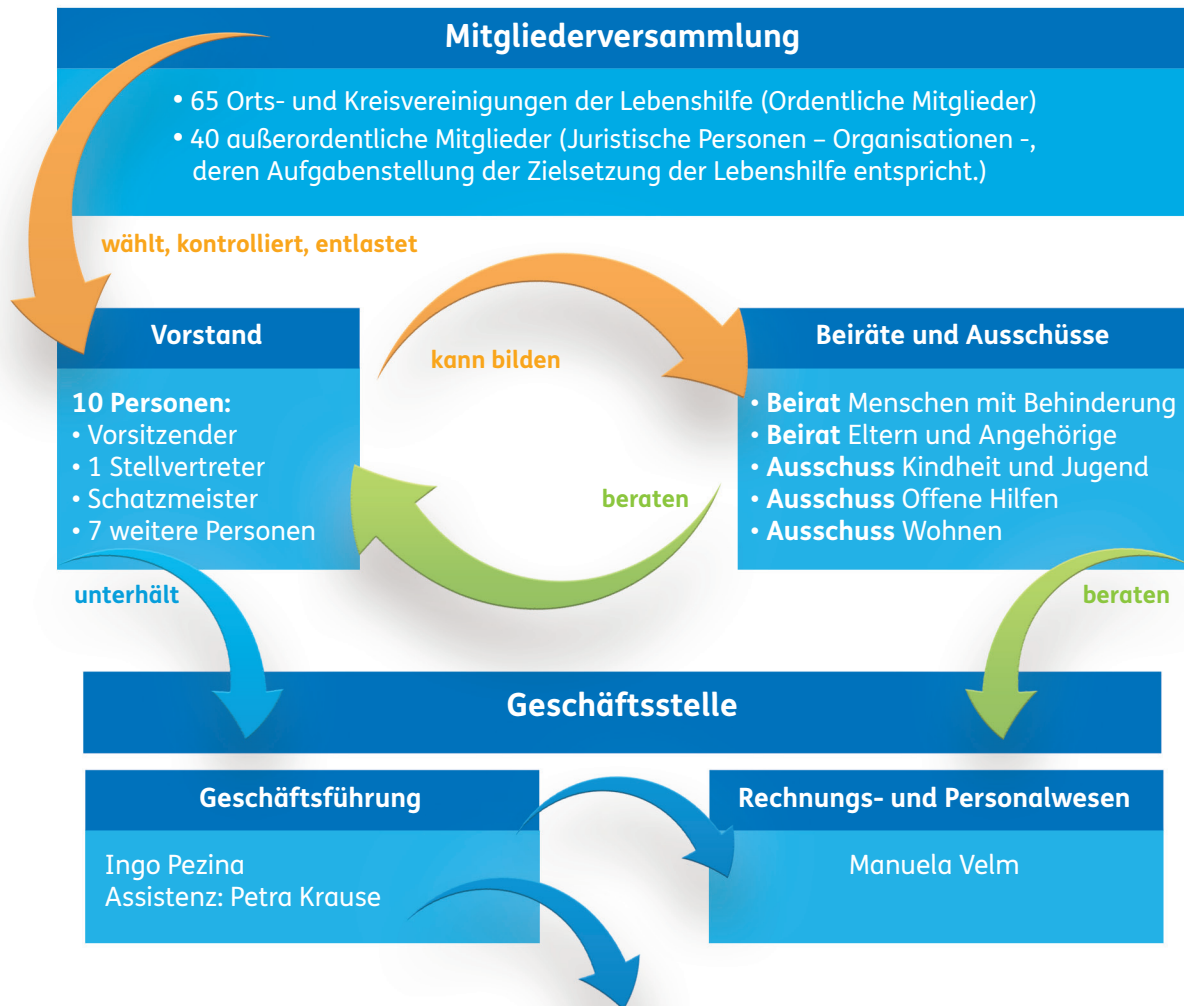 Mitgliederversammlung
• 65 Orts- und Kreisvereinigungen der Lebenshilfe (Ordentliche Mitglieder)
• 40 außerordentliche Mitglieder (Juristische Personen – Organisationen -,
deren Aufgabenstellung der Zielsetzung der Lebenshilfe entspricht.)
wählt, kontrolliert, entlastet
Vorstand
10 Personen:
• Vorsitzender
• 1 Stellvertreter
• Schatzmeister
• 7 weitere Personen
kann bilden
beraten
Beiräte und Ausschüsse
• Beirat Menschen mit Behinderung
• Beirat Eltern und Angehörige
• Ausschuss Kindheit und Jugend
• Ausschuss Offene Hilfen
• Ausschuss Wohnen
unterhält
beraten
Geschäftsstelle
Geschäftsführung
Ingo Pezina
Assistenz: Petra Krause
Rechnungs- und Personalwesen
Manuela Velm